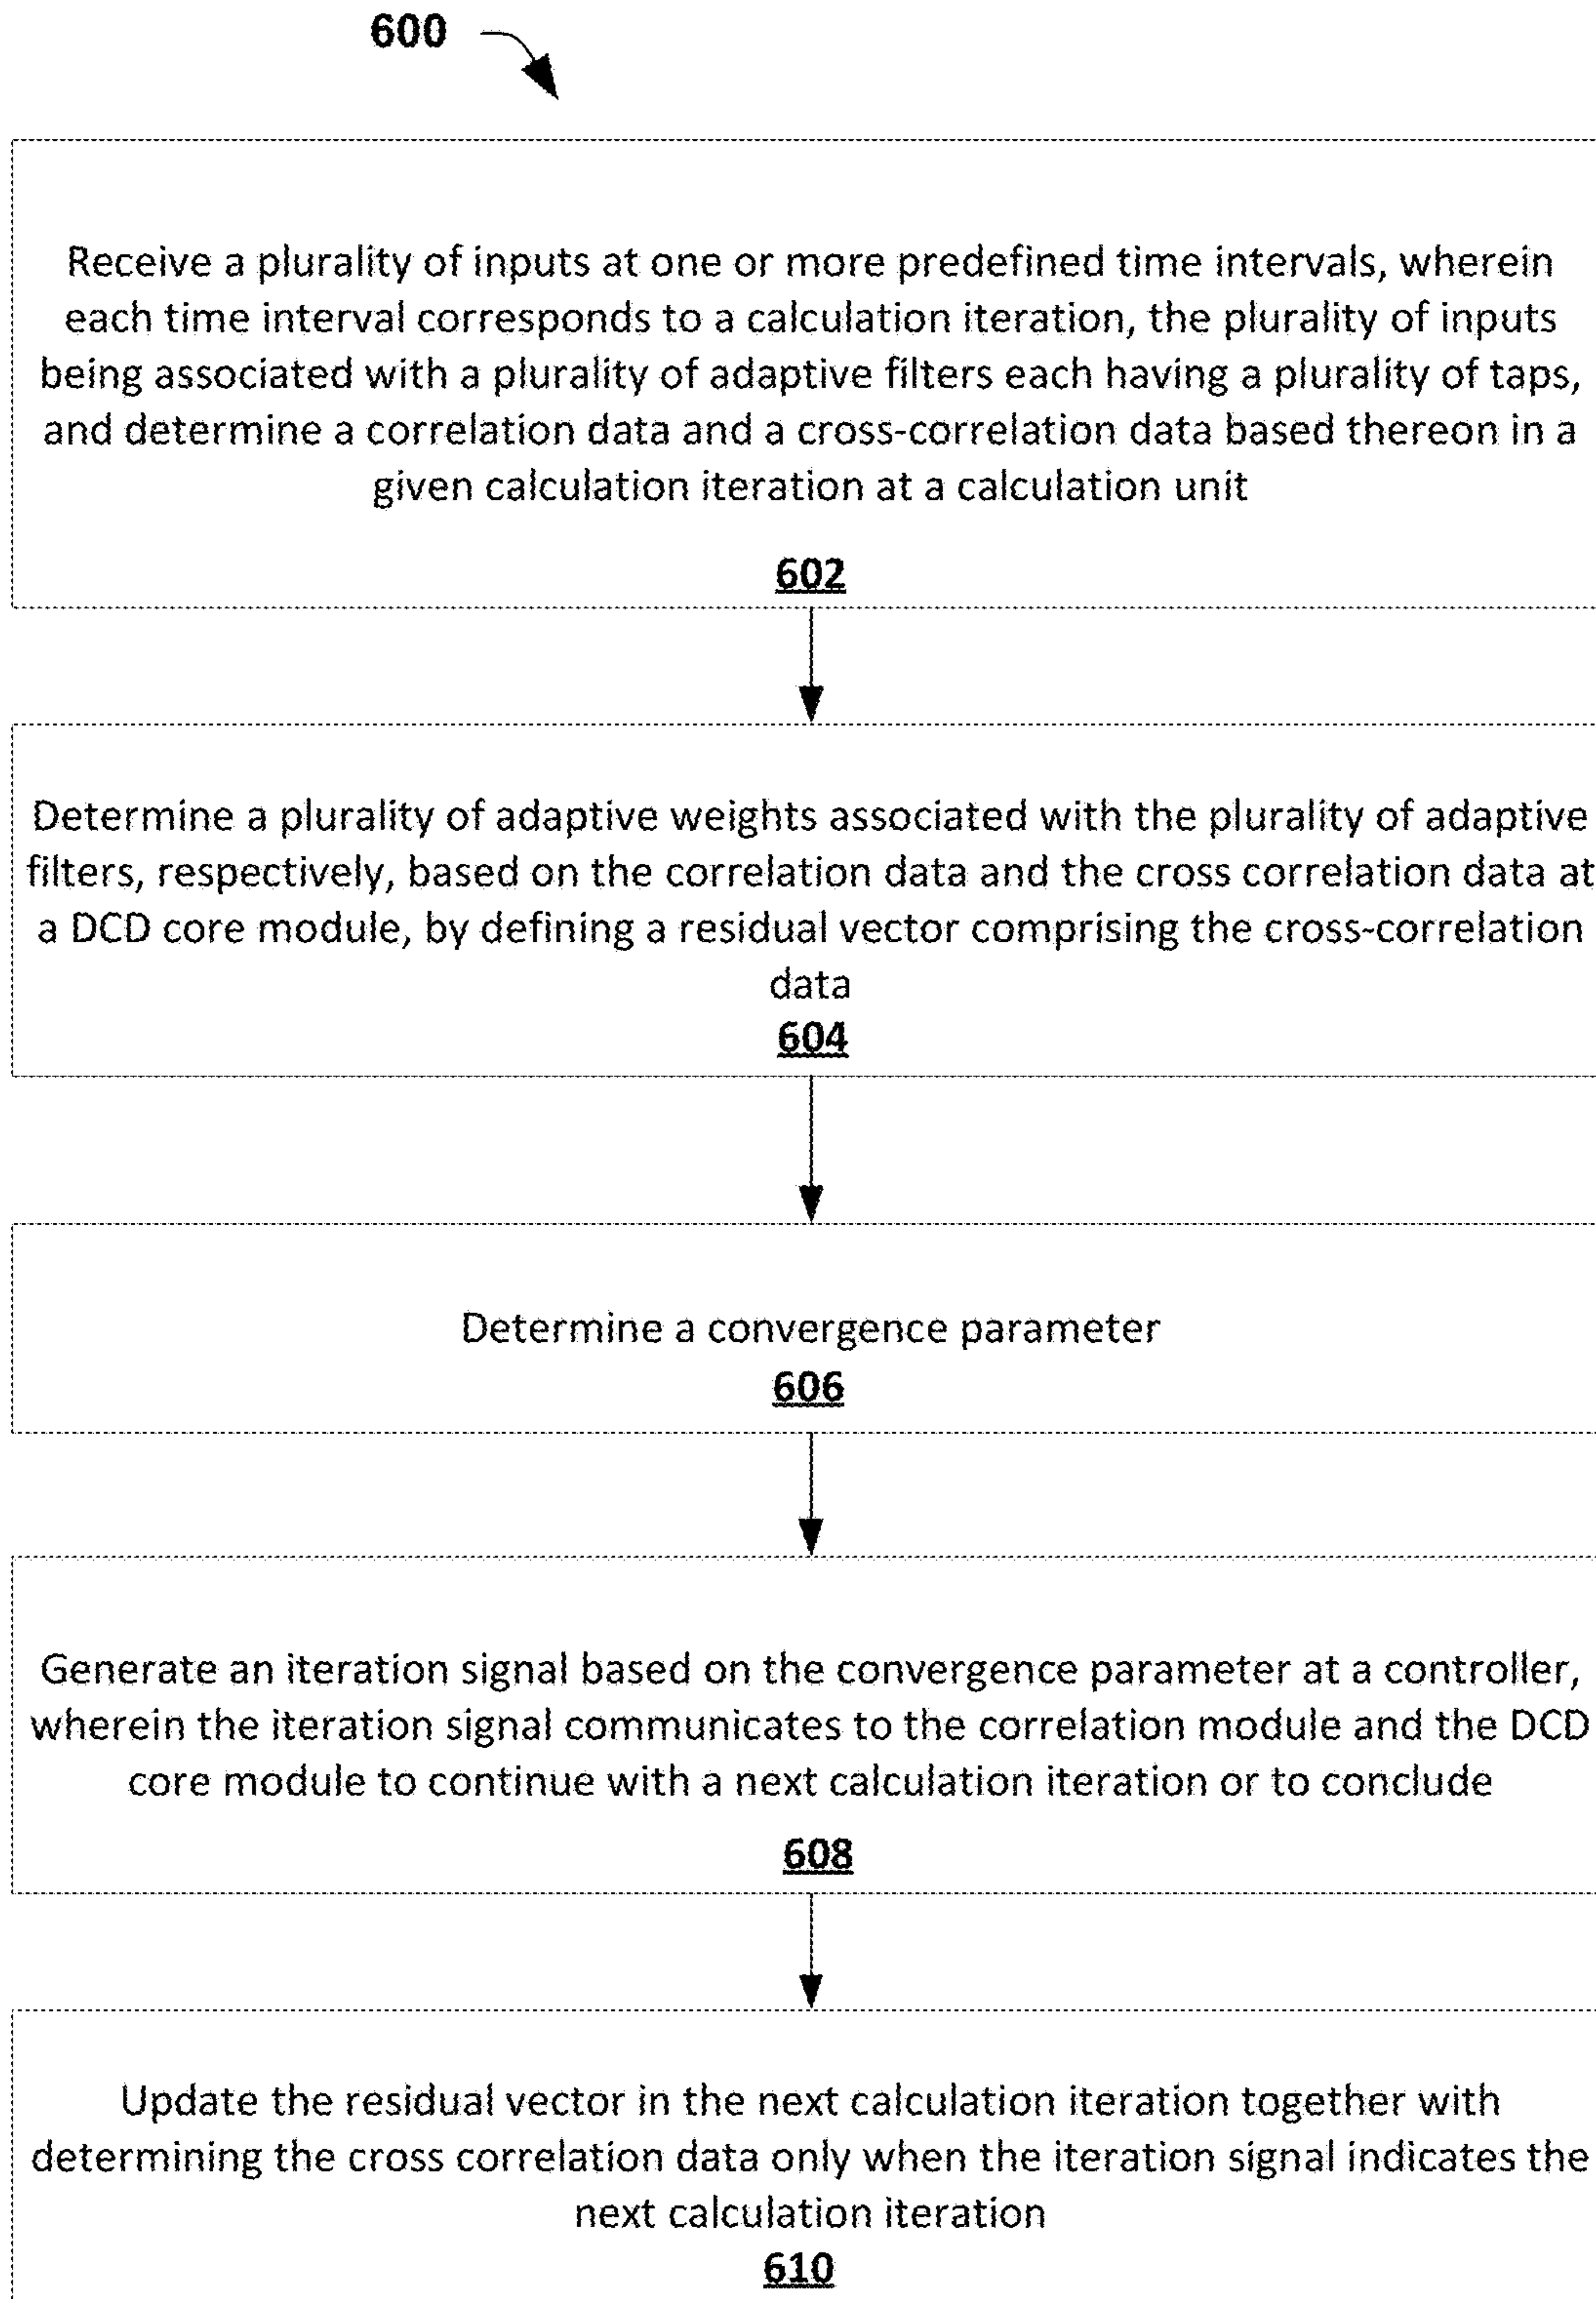 600
Receive a plurality of inputs at one or more predefined time intervals, wherein
each time interval corresponds to a calculation iteration, the plurality of inputs
being associated with a plurality of adaptive filters each having a plurality of taps,
and determine a correlation data and a cross-correlation data based thereon in a
given calculation iteration at a calculation unit
602
Determine a plurality of adaptive weights associated with the plurality of adaptive
filters, respectively, based on the correlation data and the cross correlation data at
a DCD core module, by defining a residual vector comprising the cross-correlation
data
604
Determine a convergence parameter
606
Generate an iteration signal based on the convergence parameter at a controller,
wherein the iteration signal communicates to the correlation module and the DCD
core module to continue with a next calculation iteration or to conclude
608
Update the residual vector in the next calculation iteration together with
determining the cross correlation data only when the iteration signal indicates the
next calculation iteration
610